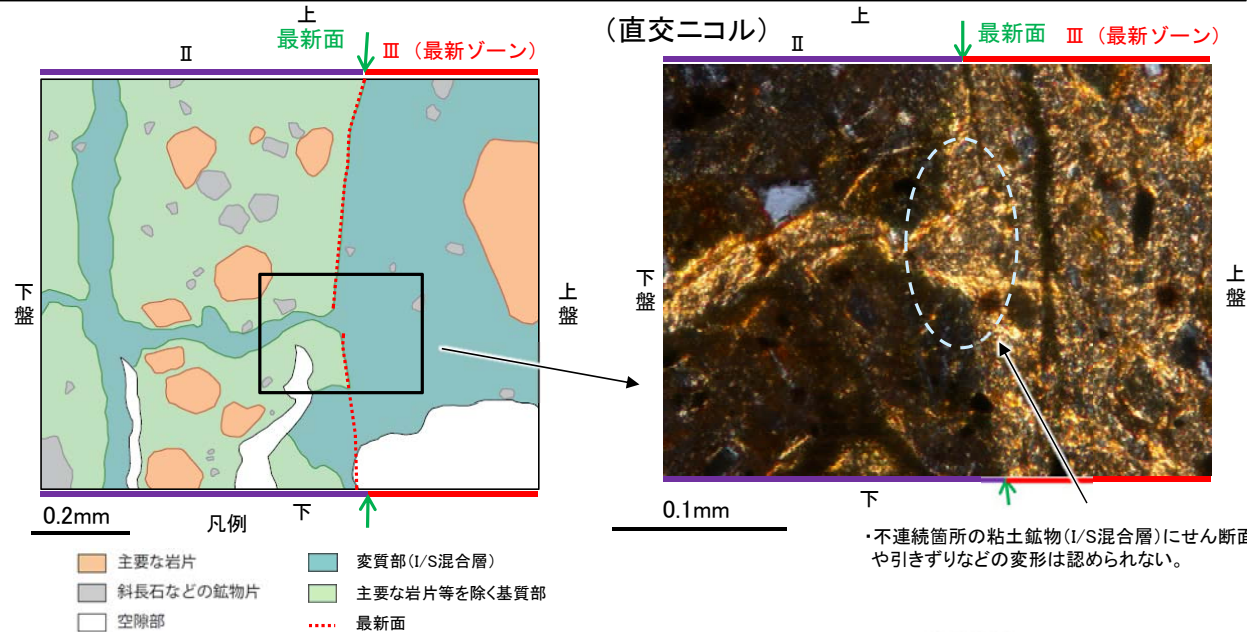 上
最新面
Ⅱ
Ⅲ（最新ゾーン）
下盤
上盤
0.2mm
凡例
下
主要な岩片
変質部(I/S混合層)
斜長石などの鉱物片
主要な岩片等を除く基質部
空隙部
最新面
（直交ニコル）
上
Ⅱ
最新面
Ⅲ（最新ゾーン）
下盤
上盤
下
0.1mm
・不連続箇所の粘土鉱物(I/S混合層)にせん断面
や引きずりなどの変形は認められない。